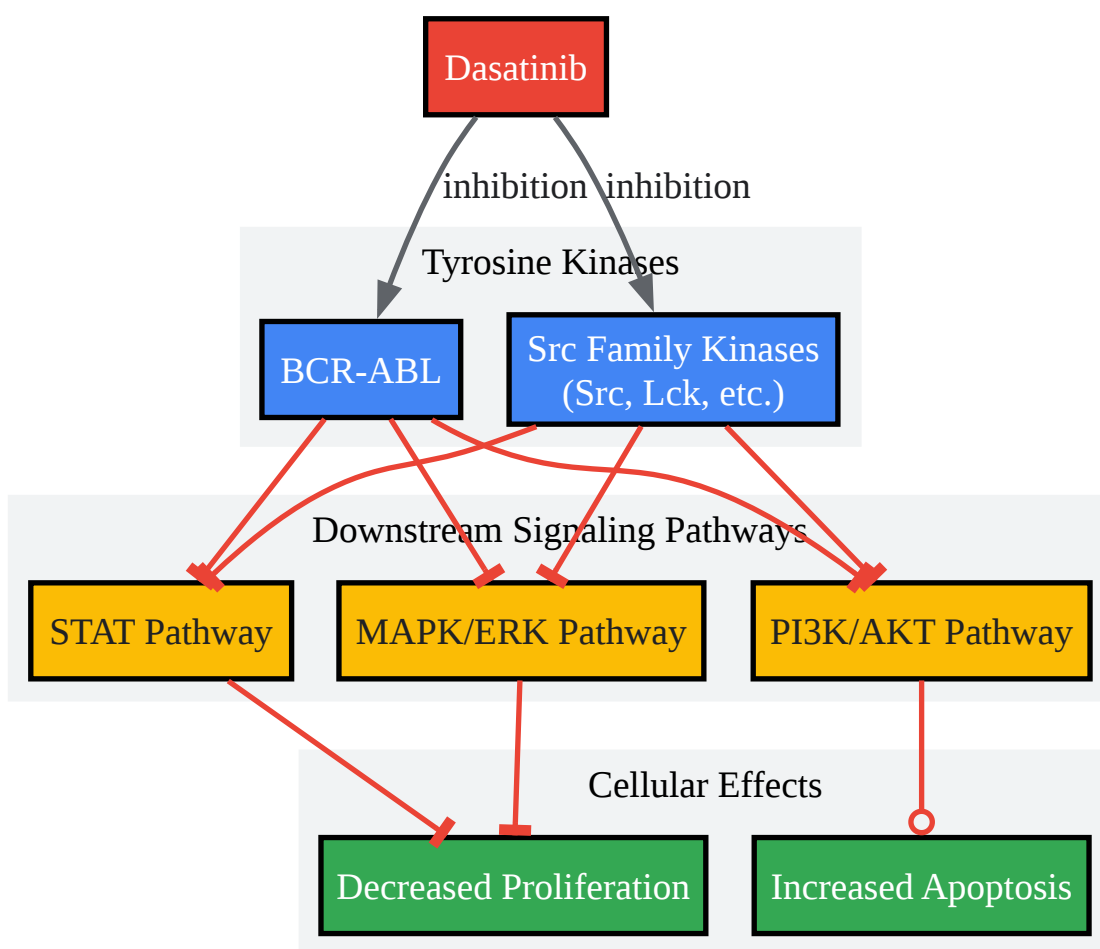 Dasatinib
inhibition inhibition
Tyrosine Kinases
BCR-ABL
Src Family Kinases
(Src, Lck, etc.)
Downstream Signaling Pathways
STAT Pathway
MAPK/ERK Pathway
PI3K/AKT Pathway
Cellular Effects
Decreased Proliferation
Increased Apoptosis